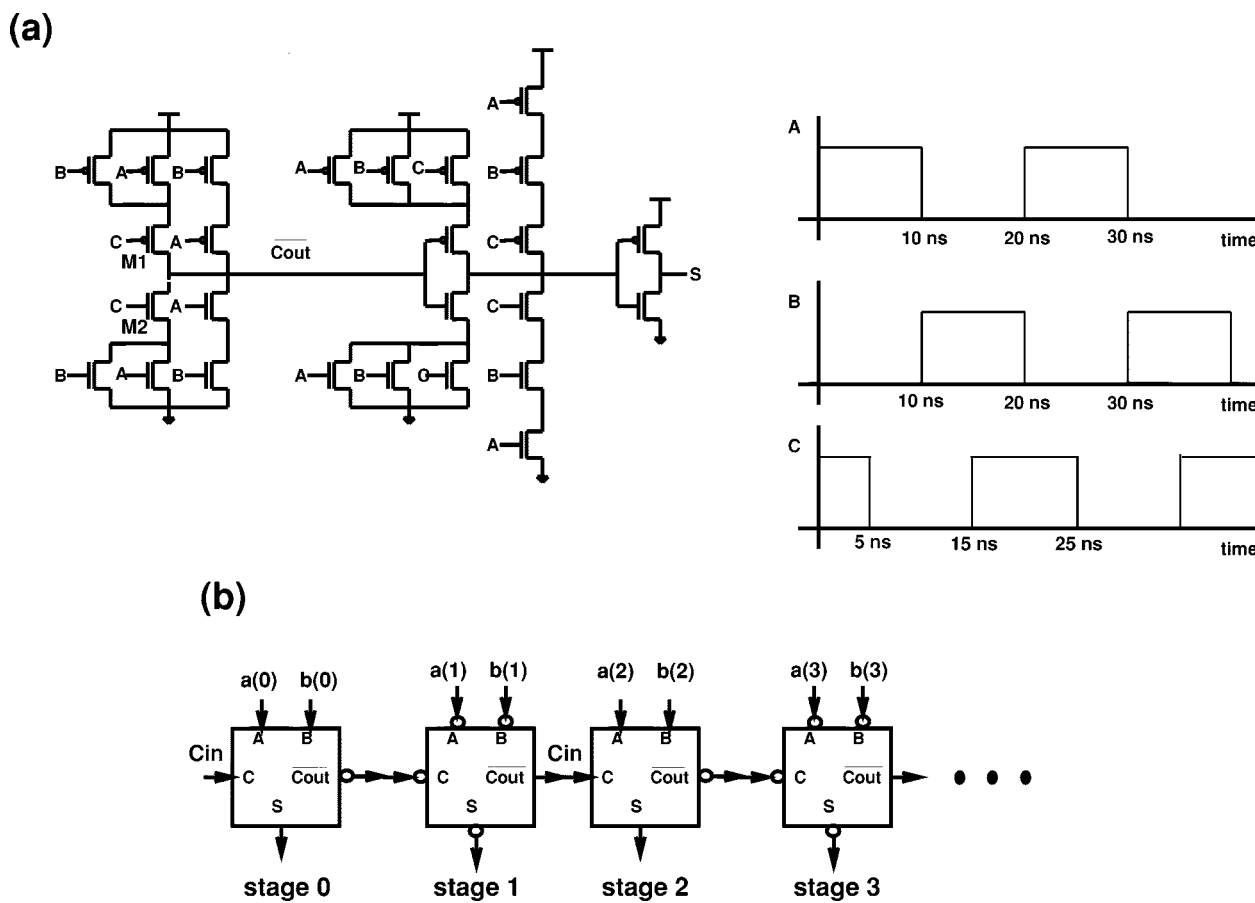 (a)
A
B A B
A B C
B
C A
M1
Cout
C
S
C A
M2
C
B A B
A B C
B
A
A
10 ns 20 ns 30 ns time
B
10 ns 20 ns 30 ns time
C
5 ns 15 ns 25 ns time
(b)
a(0) b(0) a(1) b(1) a(2) b(2) a(3) b(3)
A B A B A B A B
Cin Cin
C Cout C Cout C Cout C Cout
S S S S
stage 0 stage 1 stage 2 stage 3